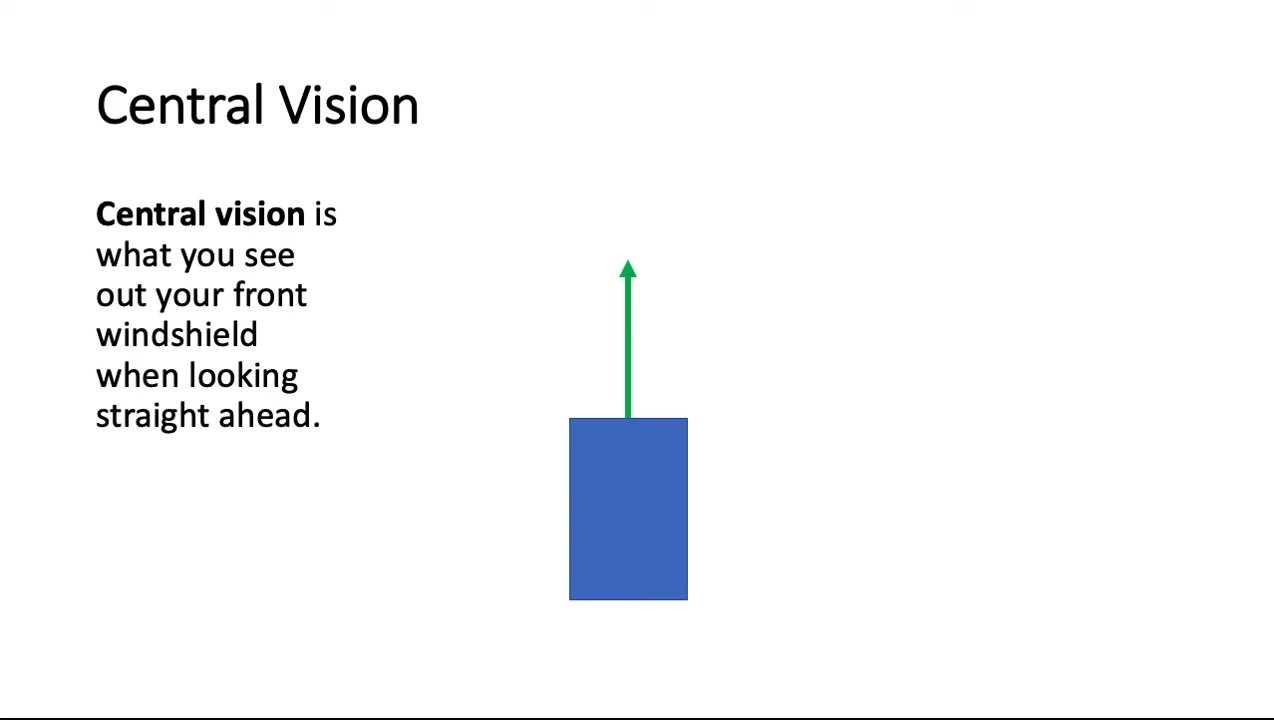 Central Vision
Central vision is
what you see
out your front
windshield
when looking
straight ahead.